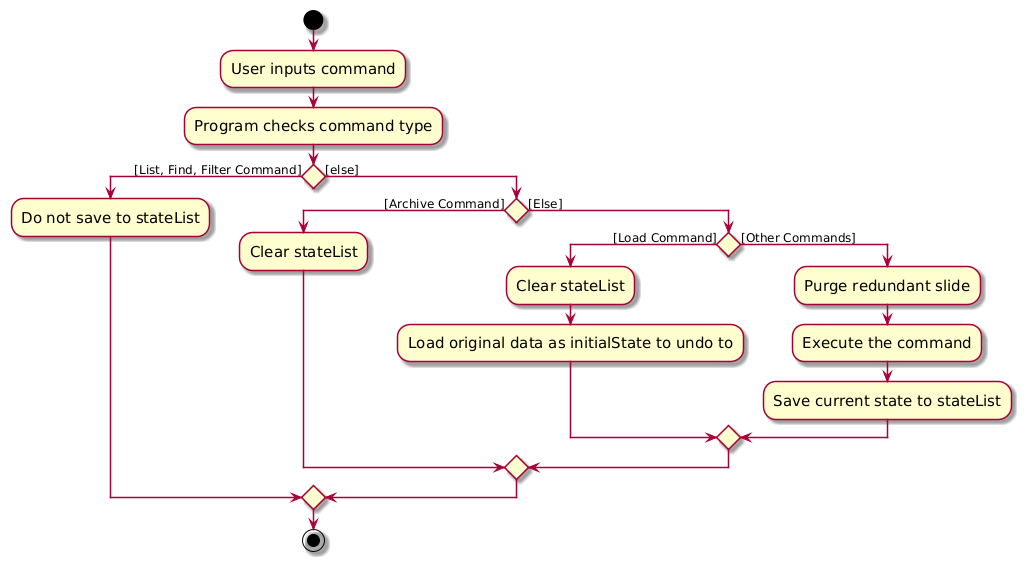 User inputs command
Program checks command type
[List, Find, Filter Command]
[else]
Do not save to stateList
[Archive Command]
[Else]
Clear stateList
[Load Command]
[Other Commands]
Clear stateList
Purge redundant slide
Load original data as initialState to undo to
Execute the command
Save current state to stateList